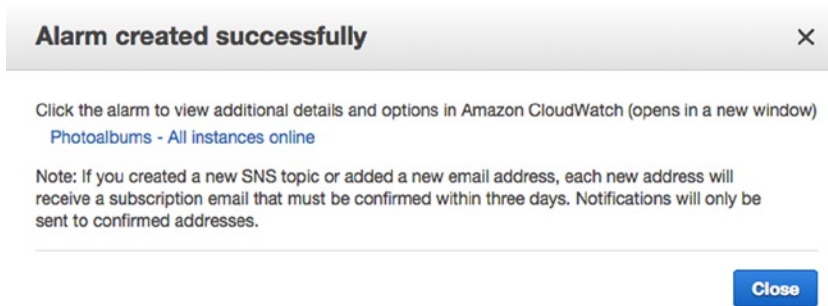 Alarm created successfully
Click the alarm to view additional details and options in Amazon CloudWatch (opens in a new window)
Photoalbums - All instances online
Note: If you created a new SNS topic or added a new email address, each new address will
receive a subscription email that must be confirmed within three days. Notifications will only be
sent to confirmed addresses.
Close